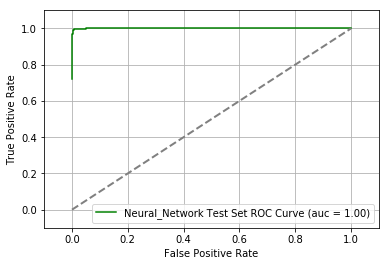 1.0
0.8
0.6
0.4
0.2
0.0
True Positive Rate
Neural_Network Test Set ROC Curve (auc = 1.00)
0.0 0.2 0.4 0.6 0.8 1.0
False Positive Rate